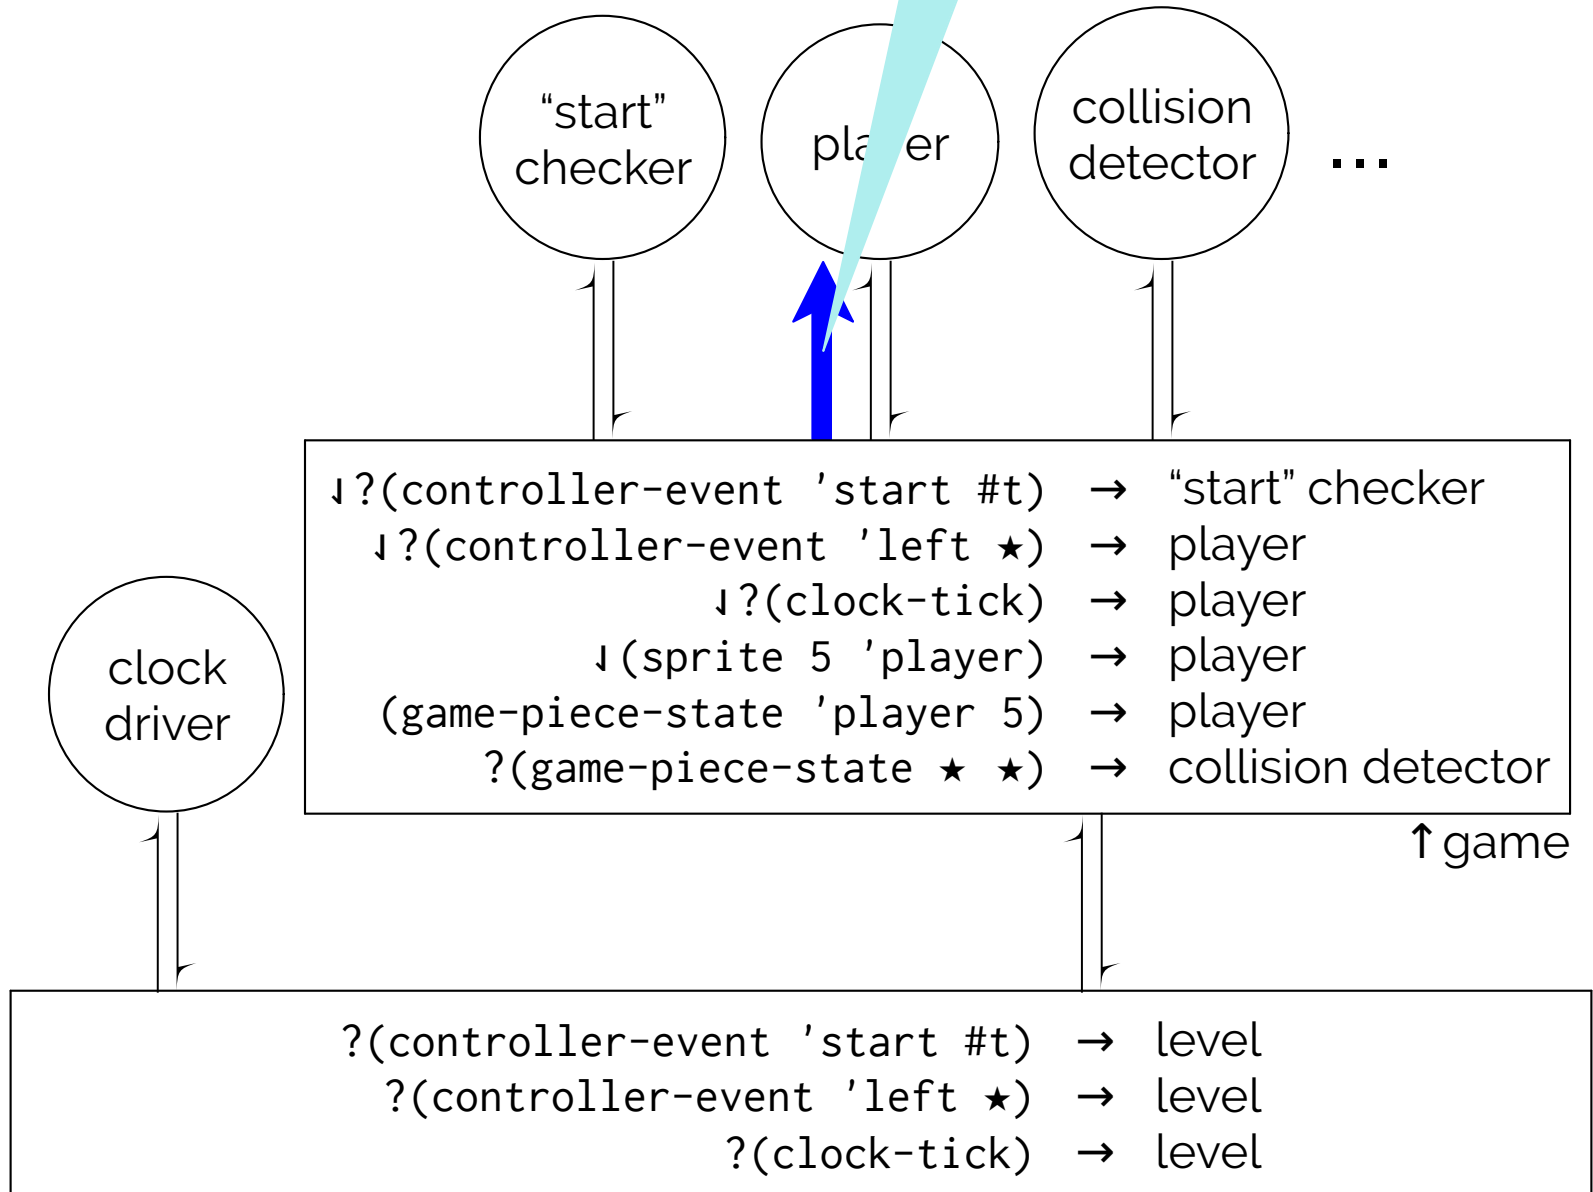 “start”
checker
player
collision
detector
...
⇃?(controller-event 'start #t) → “start” checker
⇃?(controller-event 'left ★) → player
⇃?(clock-tick) → player
⇃(sprite 5 'player) → player
(game-piece-state 'player 5) → player
?(game-piece-state ★ ★) → collision detector
clock
driver
↑game
?(controller-event 'start #t) → level
?(controller-event 'left ★) → level
?(clock-tick) → level